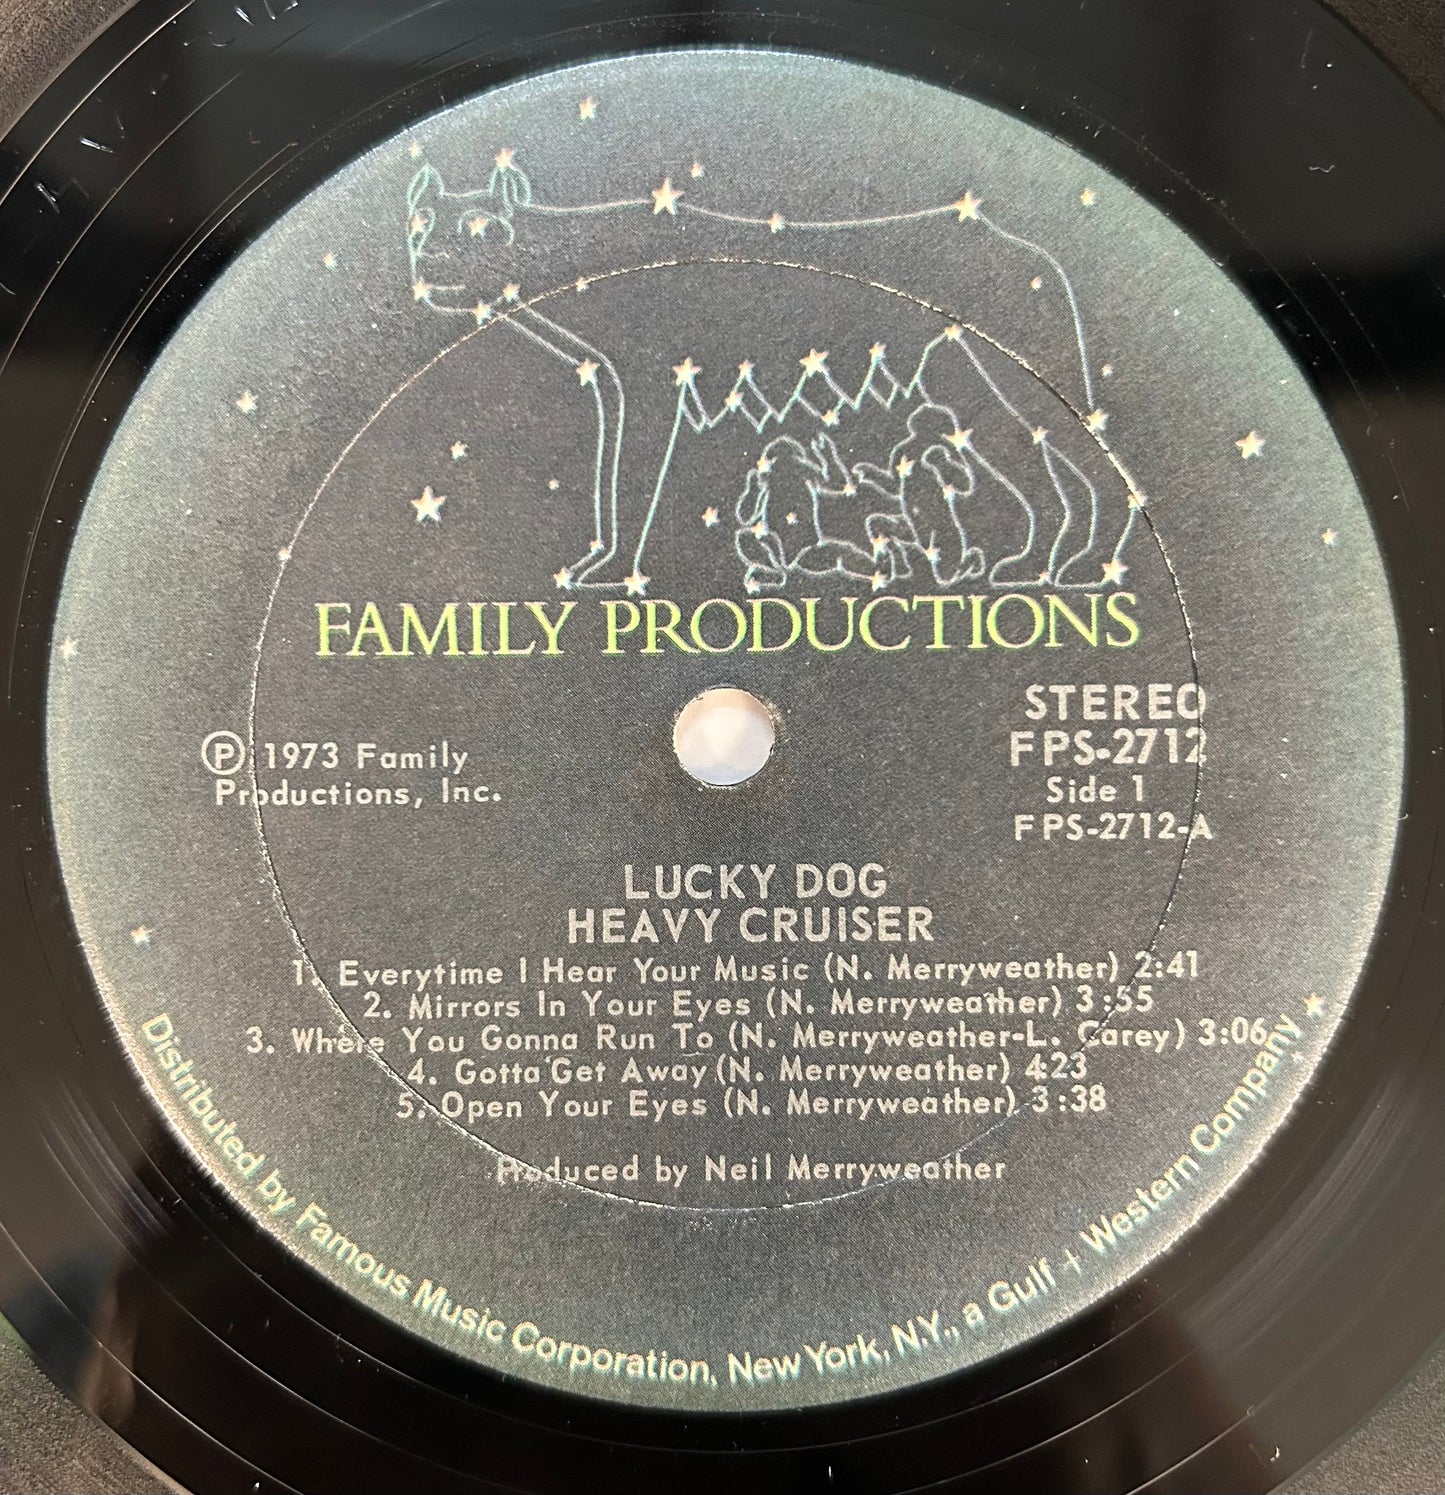 FAMILY PRODUCTIONS
STEREO
FPS-2712
Side 1
FPS-2712-A
Ⓟ 1973 Family
Productions, Inc.
LUCKY DOG
HEAVY CRUISER
1. Everytime I Hear Your Music (N. Merryweather) 2:41
2. Mirrors In Your Eyes (N. Merryweather) 3:55
3. Where You Gonna Run To (N. Merryweather-L. Carey) 3:06
4. Gotta Get Away (N. Merryweather) 4:23
5. Open Your Eyes (N. Merryweather) 3:38
Produced by Neil Merryweather
Distributed by Famous Music Corporation, New York, N.Y., a Gulf + Western Company